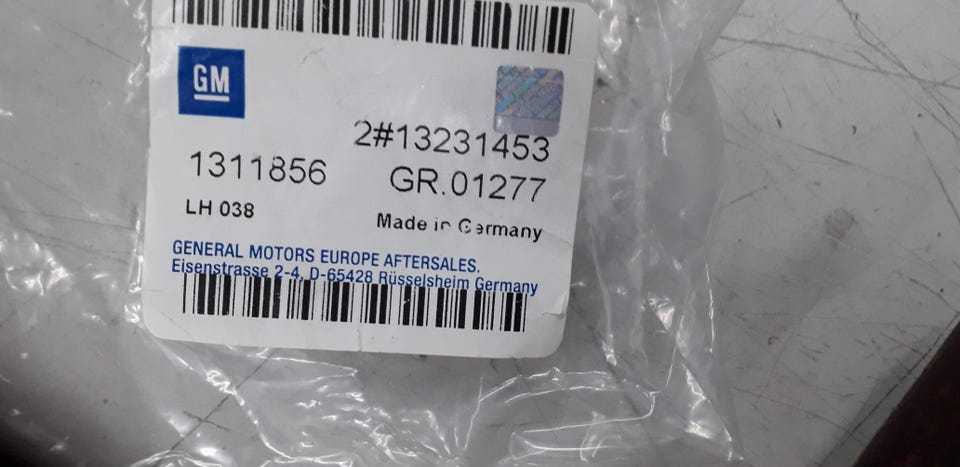 GM
2#13231453
1311856 GR.01277
LH 038 Made in Germany
GENERAL MOTORS EUROPE AFTERSALES.
Eisenstrasse 2-4, D-65428 Rüsselsheim Germany